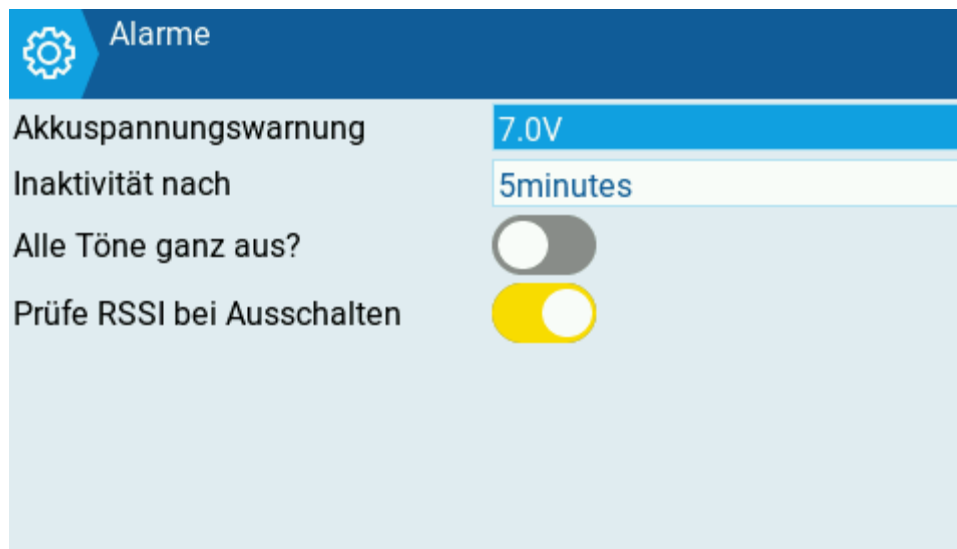 Alarme
Akkuspannungswarnung 7.0V
Inaktivität nach 5minutes
Alle Töne ganz aus?
Prüfe RSSI bei Ausschalten